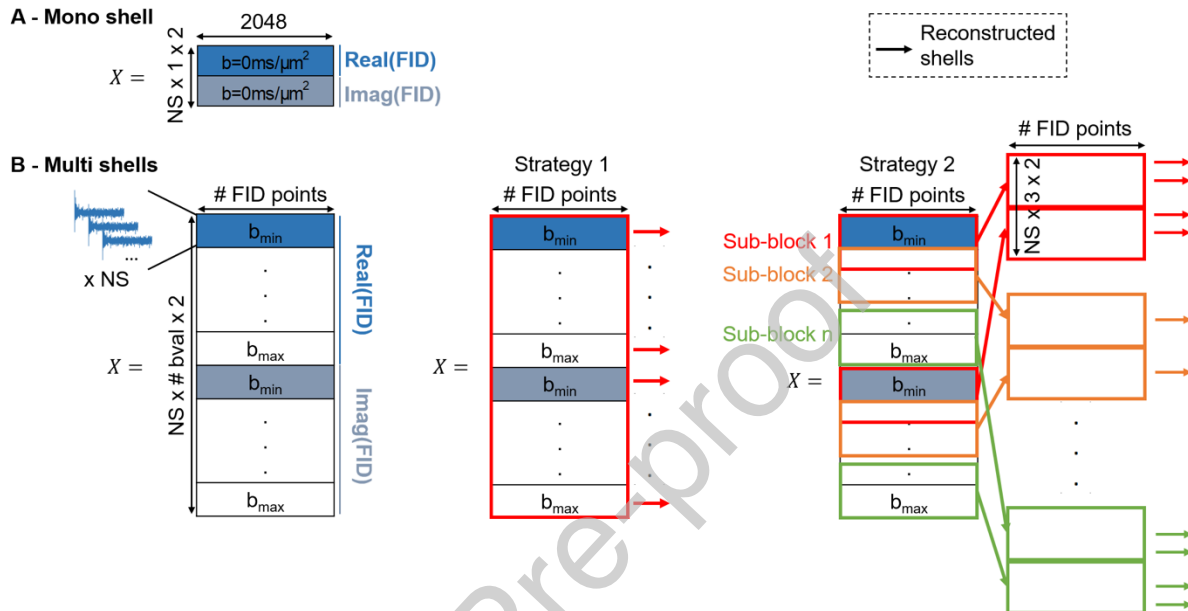 A - Mono shell
2048
X =
NS x 1 x 2
b=0ms/µm²
b=0ms/µm²
Real(FID)
Imag(FID)
Reconstructed
shells
B - Multi shells
# FID points
...
x NS
X =
NS x # bval x 2
b_min
.
.
.
b_max
b_min
.
.
.
b_max
Real(FID)
Imag(FID)
Strategy 1
# FID points
X =
b_min
.
.
.
b_max
b_min
.
.
.
b_max
Strategy 2
# FID points
Sub-block 1
Sub-block 2
Sub-block n
X =
b_min
.
.
.
b_max
b_min
.
.
.
b_max
# FID points
NS x 3 x 2
Pre-proof